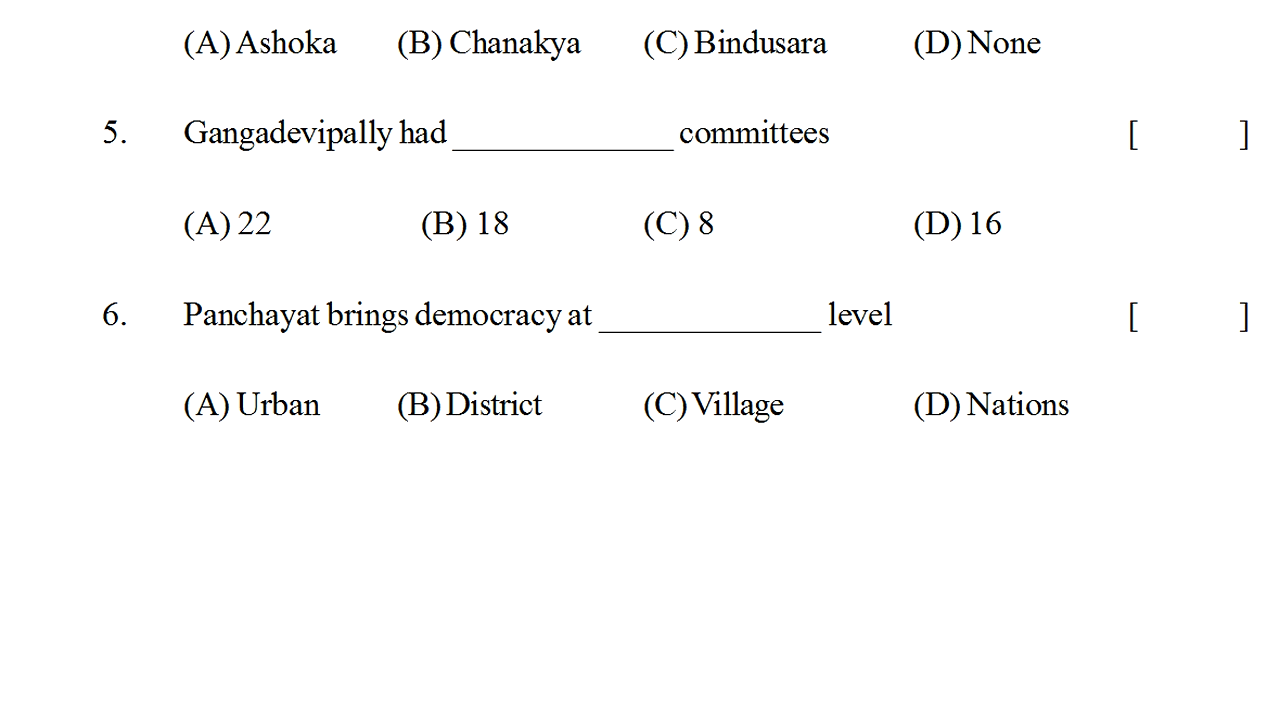 (A) Ashoka (B) Chanakya (C) Bindusara (D) None
5. Gangadevipally had ______________ committees [ ]
(A) 22 (B) 18 (C) 8 (D) 16
6. Panchayat brings democracy at ______________ level [ ]
(A) Urban (B) District (C) Village (D) Nations